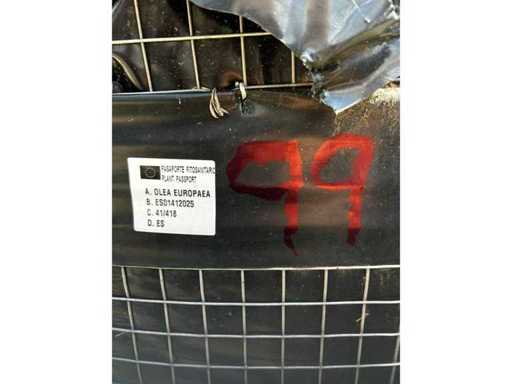 PASAPORTE FITOSANITARIO
PLANT PASSPORT
A. OLEA EUROPAEA
B. ES01412025
C. 41/418
D. ES
99